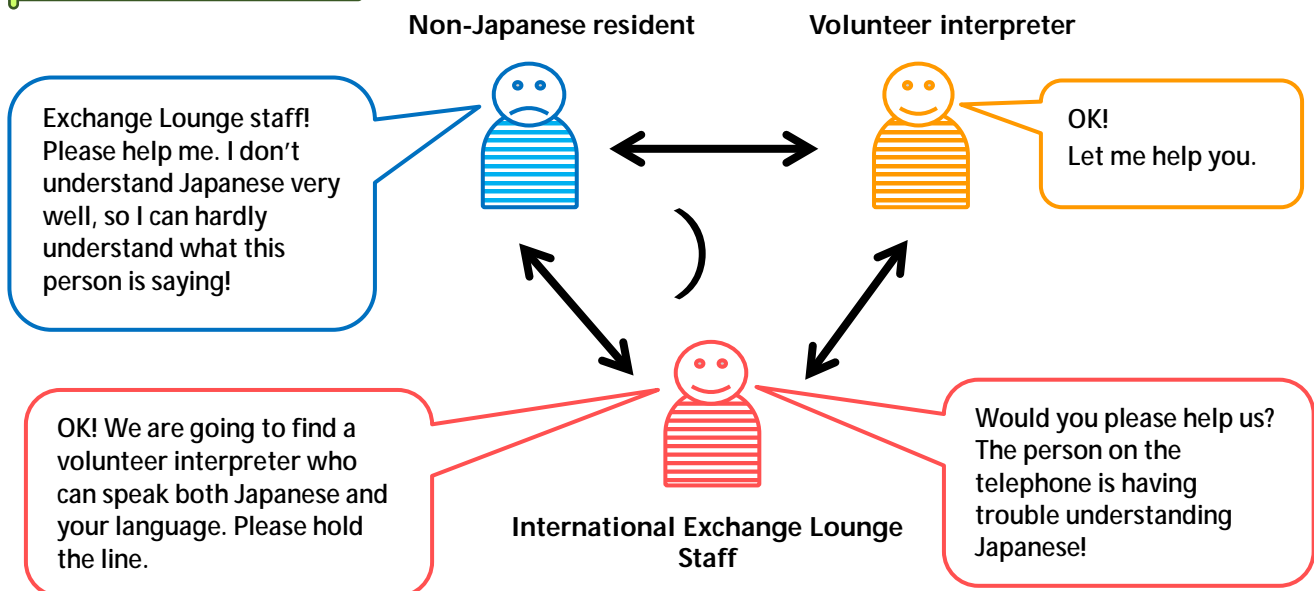 Non-Japanese resident
Volunteer interpreter
Exchange Lounge staff!
Please help me. I don't
understand Japanese very
well, so I can hardly
understand what this
person is saying!
OK!
Let me help you.
OK! We are going to find a
volunteer interpreter who
can speak both Japanese and
your language. Please hold
the line.
International Exchange Lounge
Staff
Would you please help us?
The person on the
telephone is having
trouble understanding
Japanese!